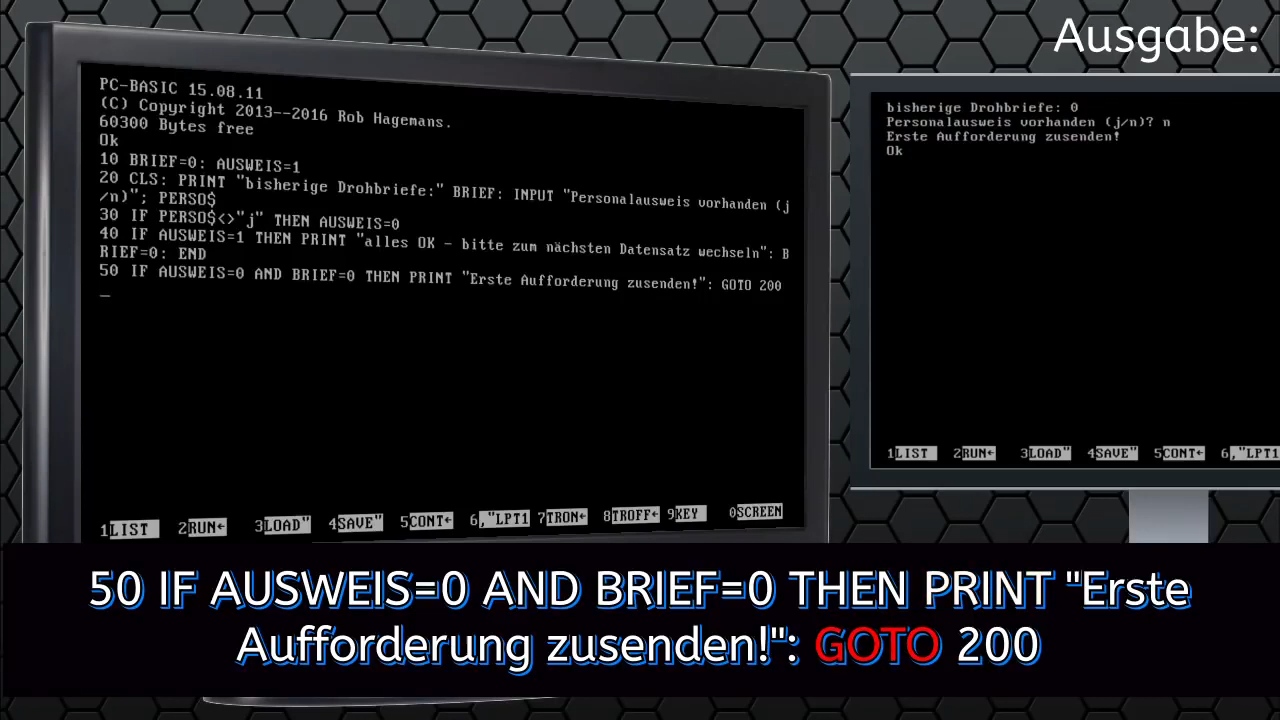 Ausgabe:
PC-BASIC 15.08.11
(C) Copyright 2013--2016 Rob Hagemans.
60300 Bytes free
Ok
10 BRIEF=0: AUSWEIS=1
20 CLS: PRINT "bisherige Drohbriefe:" BRIEF: INPUT "Personalausweis vorhanden (j
/n)"; PERSO$
30 IF PERSO$<>"j" THEN AUSWEIS=0
40 IF AUSWEIS=1 THEN PRINT "alles OK - bitte zum nächsten Datensatz wechseln": B
RIEF=0: END
50 IF AUSWEIS=0 AND BRIEF=0 THEN PRINT "Erste Aufforderung zusenden!": GOTO 200
1LIST 2RUN← 3LOAD" 4SAVE" 5CONT← 6,"LPT1 7TRON← 8TROFF← 9KEY 0SCREEN
bisherige Drohbriefe: 0
Personalausweis vorhanden (j/n)? n
Erste Aufforderung zusenden!
Ok
1LIST 2RUN← 3LOAD" 4SAVE" 5CONT← 6,"LPT1
50 IF AUSWEIS=0 AND BRIEF=0 THEN PRINT "Erste
Aufforderung zusenden!": GOTO 200